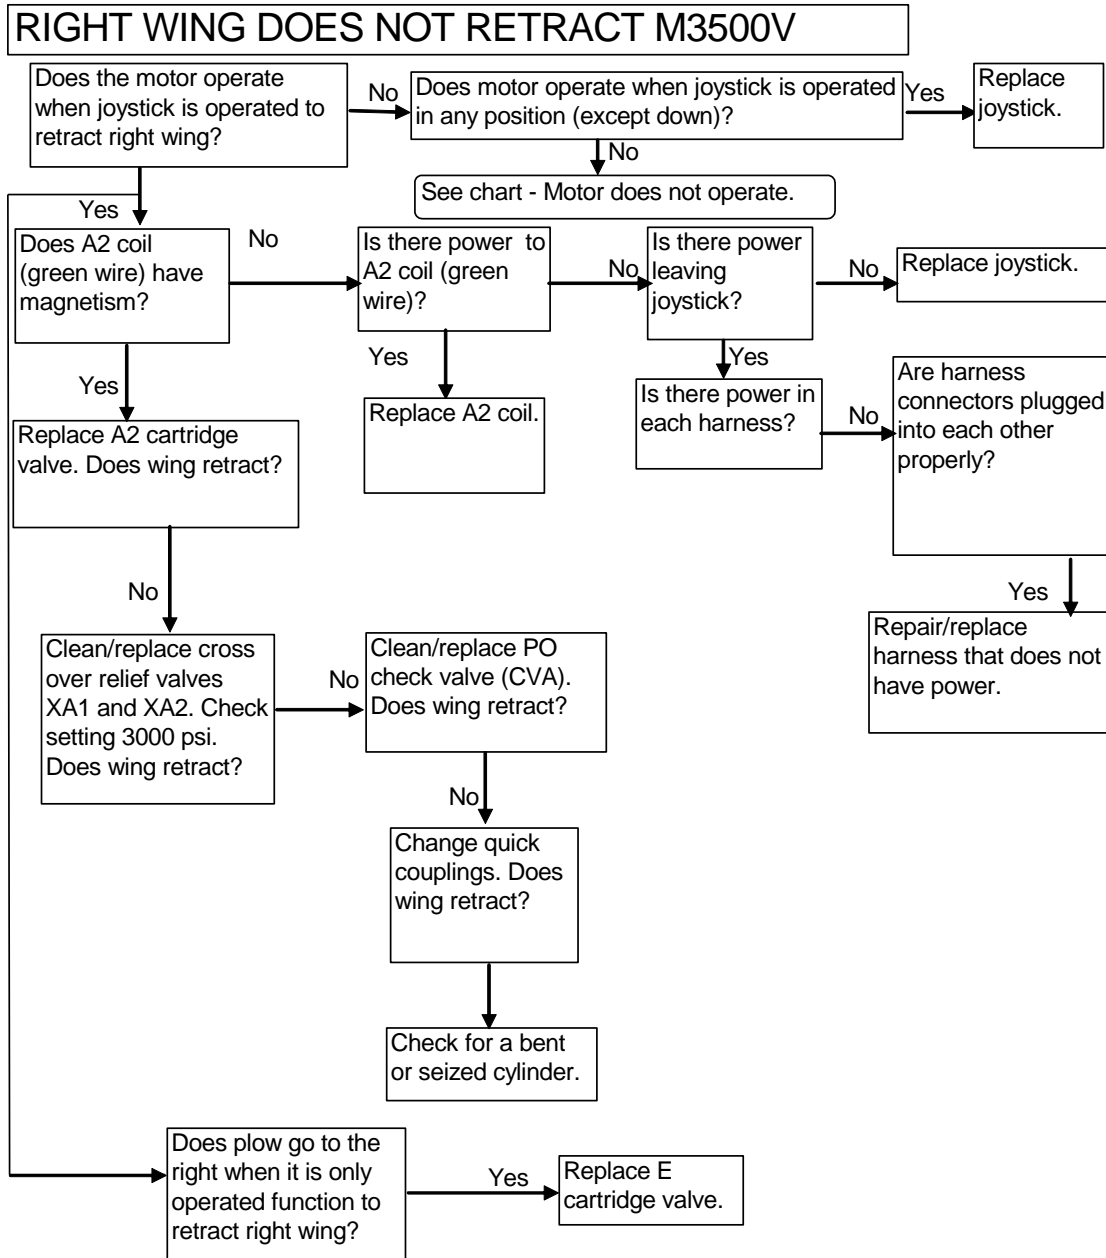 RIGHT WING DOES NOT RETRACT M3500V
Does the motor operate
when joystick is operated to
retract right wing?
No
Does motor operate when joystick is operated
in any position (except down)?
Yes
Replace
joystick.
No
See chart - Motor does not operate.
Yes
Does A2 coil
(green wire) have
magnetism?
No
Is there power  to
A2 coil (green
wire)?
No
Is there power
leaving
joystick?
No
Replace joystick.
Yes
Replace A2 coil.
Yes
Is there power in
each harness?
No
Are harness
connectors plugged
into each other
properly?
Yes
Repair/replace
harness that does not
have power.
Yes
Replace A2 cartridge
valve. Does wing retract?
No
Clean/replace cross
over relief valves
XA1 and XA2. Check
setting 3000 psi.
Does wing retract?
No
Clean/replace PO
check valve (CVA).
Does wing retract?
No
Change quick
couplings. Does
wing retract?
Check for a bent
or seized cylinder.
Does plow go to the
right when it is only
operated function to
retract right wing?
Yes
Replace E
cartridge valve.